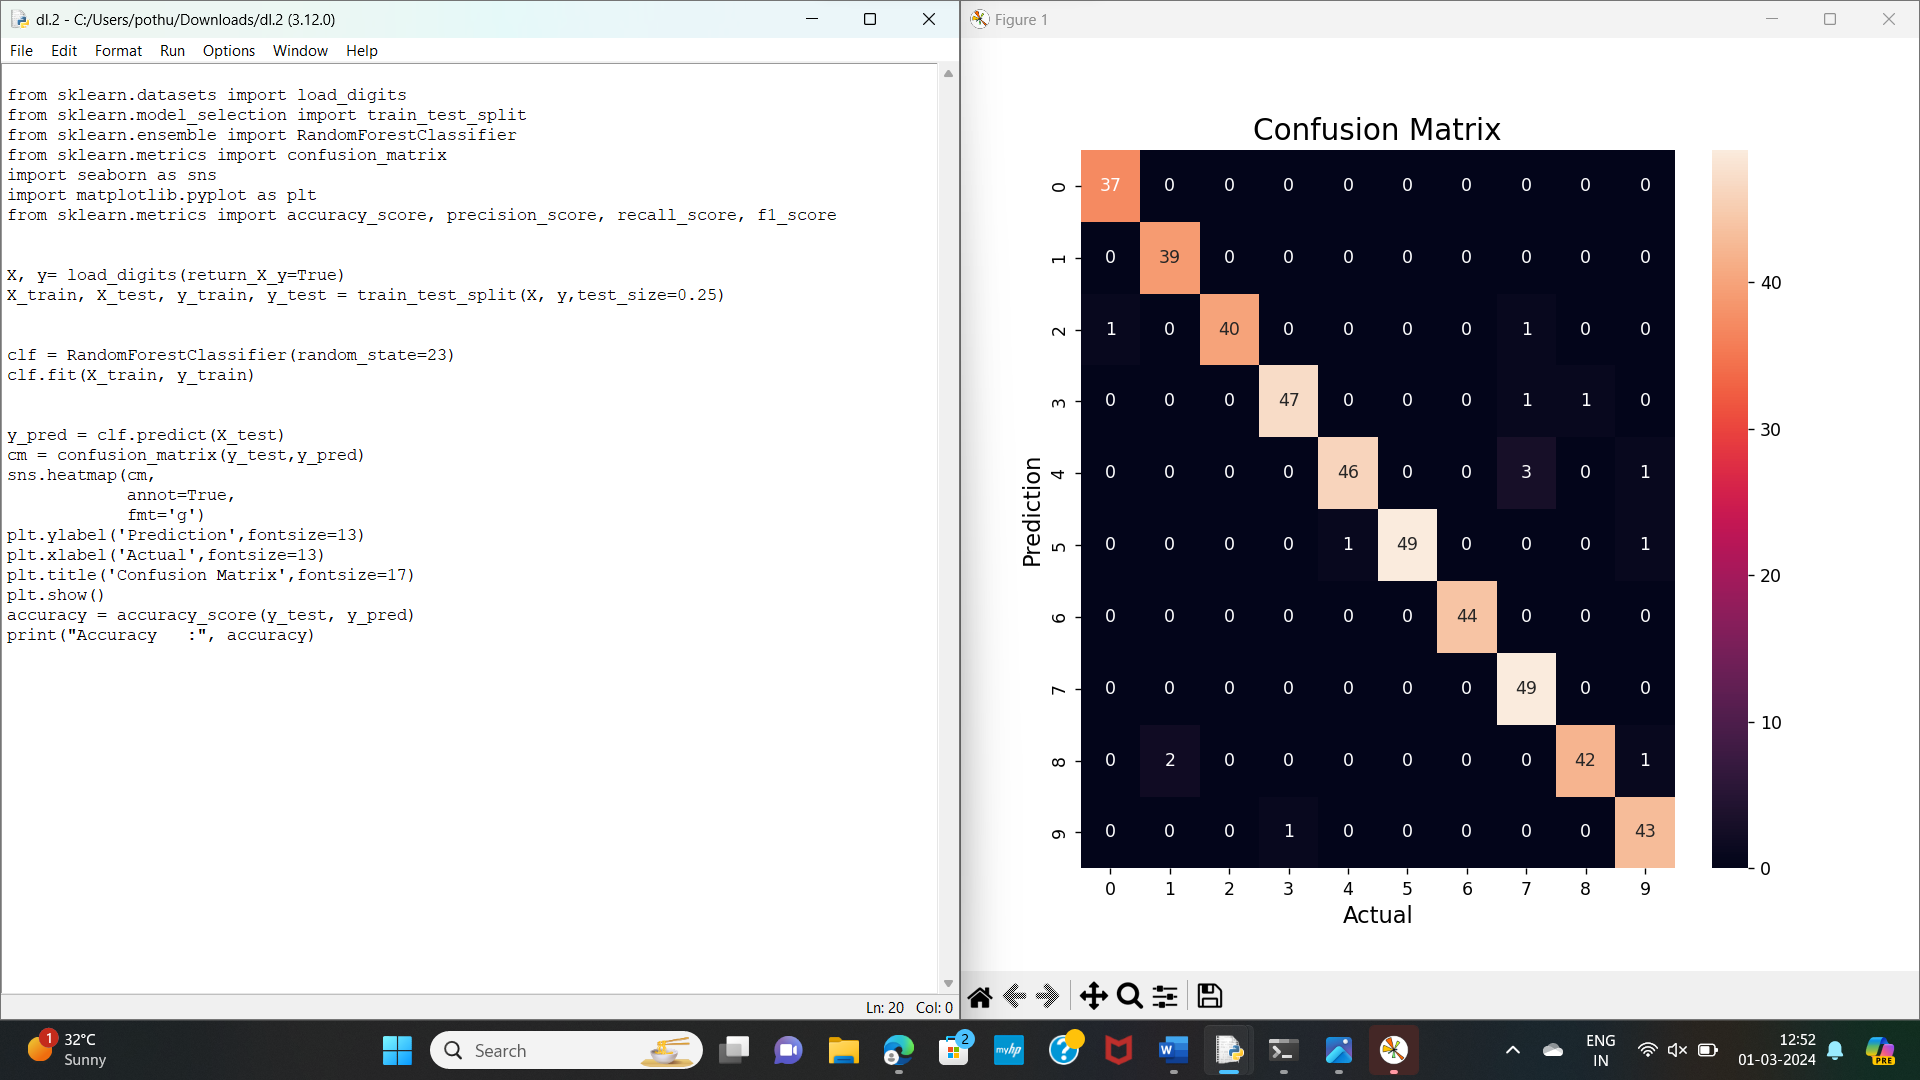 dl.2 - C:/Users/pothu/Downloads/dl.2 (3.12.0)
File Edit Format Run Options Window Help
from sklearn.datasets import load_digits
from sklearn.model_selection import train_test_split
from sklearn.ensemble import RandomForestClassifier
from sklearn.metrics import confusion_matrix
import seaborn as sns
import matplotlib.pyplot as plt
from sklearn.metrics import accuracy_score, precision_score, recall_score, f1_score
X, y= load_digits(return_X_y=True)
X_train, X_test, y_train, y_test = train_test_split(X, y,test_size=0.25)
clf = RandomForestClassifier(random_state=23)
clf.fit(X_train, y_train)
y_pred = clf.predict(X_test)
cm = confusion_matrix(y_test,y_pred)
sns.heatmap(cm,
            annot=True,
            fmt='g')
plt.ylabel('Prediction',fontsize=13)
plt.xlabel('Actual',fontsize=13)
plt.title('Confusion Matrix',fontsize=17)
plt.show()
accuracy = accuracy_score(y_test, y_pred)
print("Accuracy   :", accuracy)
Ln: 20 Col: 0
Figure 1
Confusion Matrix
Prediction
0 37 0 0 0 0 0 0 0 0 0
1 0 39 0 0 0 0 0 0 0 0
2 1 0 40 0 0 0 0 1 0 0
3 0 0 0 47 0 0 0 1 1 0
4 0 0 0 0 46 0 0 3 0 1
5 0 0 0 0 1 49 0 0 0 1
6 0 0 0 0 0 0 44 0 0 0
7 0 0 0 0 0 0 0 49 0 0
8 0 2 0 0 0 0 0 0 42 1
9 0 0 0 1 0 0 0 0 0 43
0 1 2 3 4 5 6 7 8 9
Actual
40
30
20
10
0
1
32°C
Sunny
Search
2
myhp
?
W
ENG
IN
12:52
01-03-2024
PRE